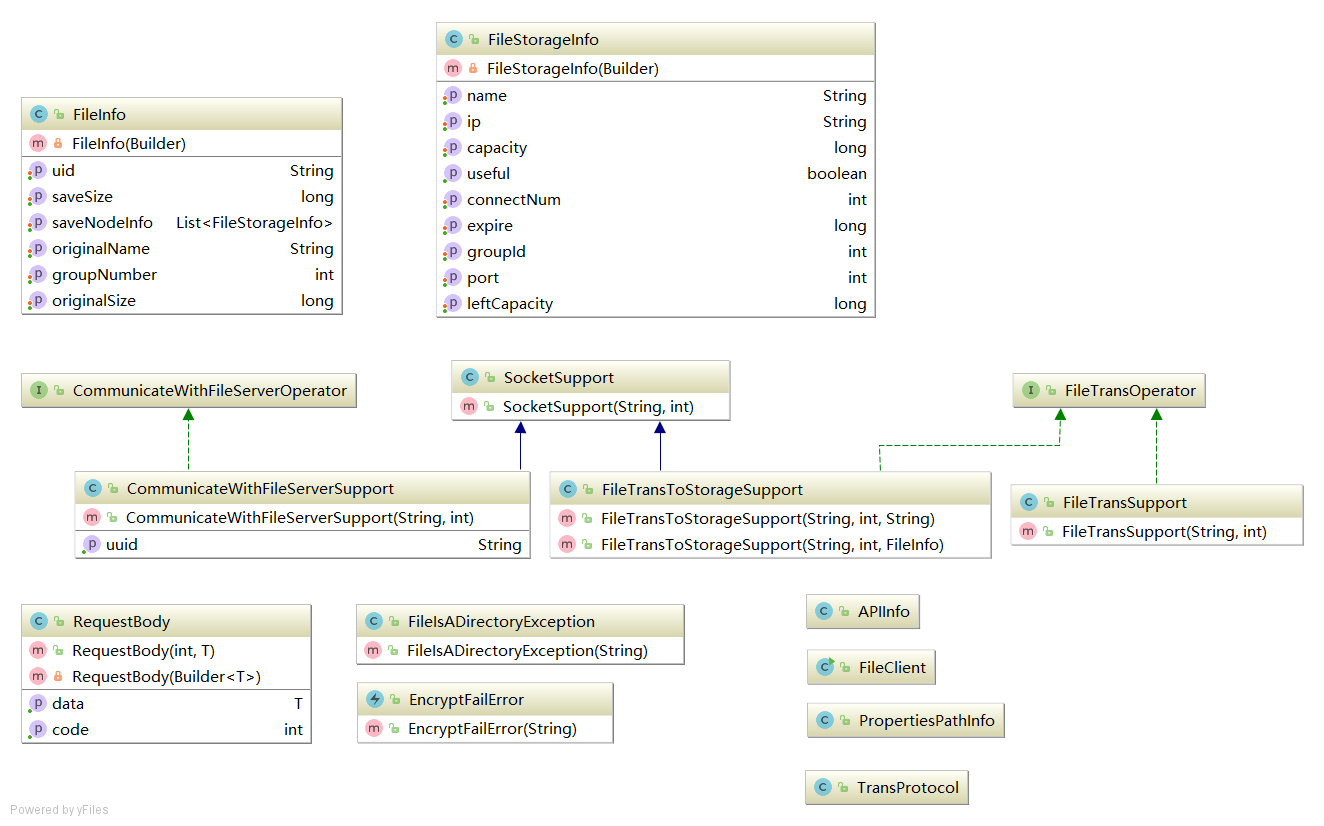 FileStorageInfo
FileStorageInfo(Builder)
name String
ip String
capacity long
useful boolean
connectNum int
expire long
groupId int
port int
leftCapacity long
FileInfo
FileInfo(Builder)
uid String
saveSize long
saveNodeInfo List<FileStorageInfo>
originalName String
groupNumber int
originalSize long
CommunicateWithFileServerOperator
SocketSupport
SocketSupport(String, int)
FileTransOperator
CommunicateWithFileServerSupport
CommunicateWithFileServerSupport(String, int)
uuid String
FileTransToStorageSupport
FileTransToStorageSupport(String, int, String)
FileTransToStorageSupport(String, int, FileInfo)
FileTransSupport
FileTransSupport(String, int)
RequestBody
RequestBody(int, T)
RequestBody(Builder<T>)
data T
code int
FileIsADirectoryException
FileIsADirectoryException(String)
EncryptFailError
EncryptFailError(String)
APIInfo
FileClient
PropertiesPathInfo
TransProtocol
Powered by yFiles